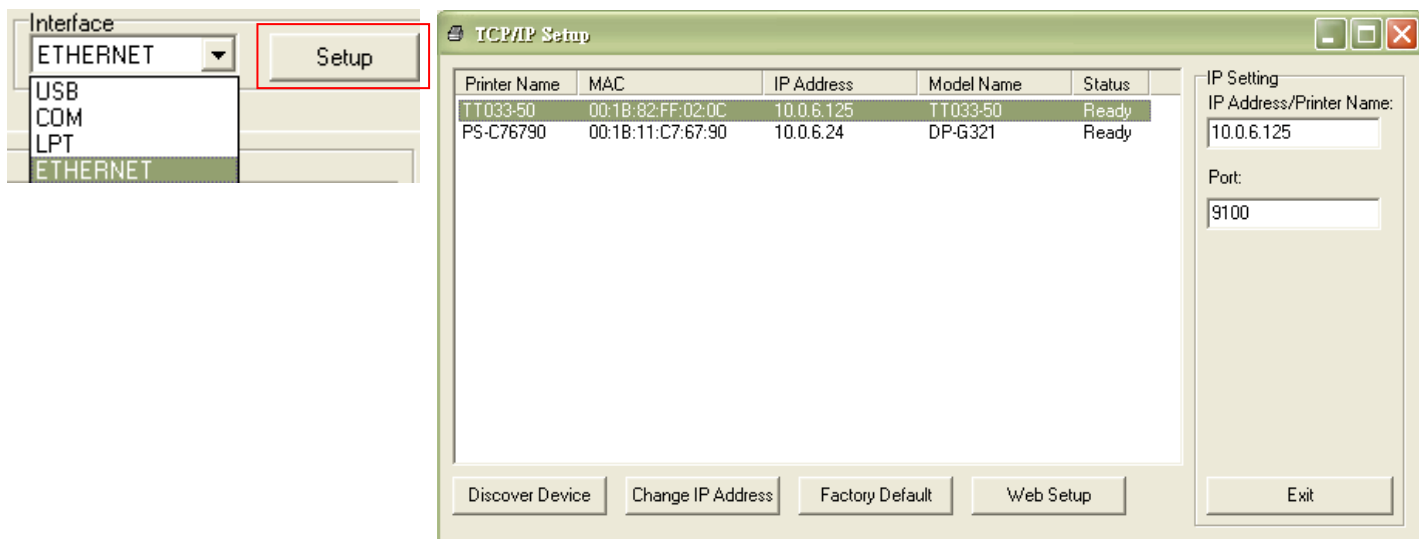 Interface
ETHERNET
Setup
USB
COM
LPT
ETHERNET
TCP/IP Setup
Printer Name MAC IP Address Model Name Status
TT033-50 00:1B:82:FF:02:0C 10.0.6.125 TT033-50 Ready
PS-C76790 00:1B:11:C7:67:90 10.0.6.24 DP-G321 Ready
IP Setting
IP Address/Printer Name:
10.0.6.125
Port:
9100
Discover Device Change IP Address Factory Default Web Setup Exit